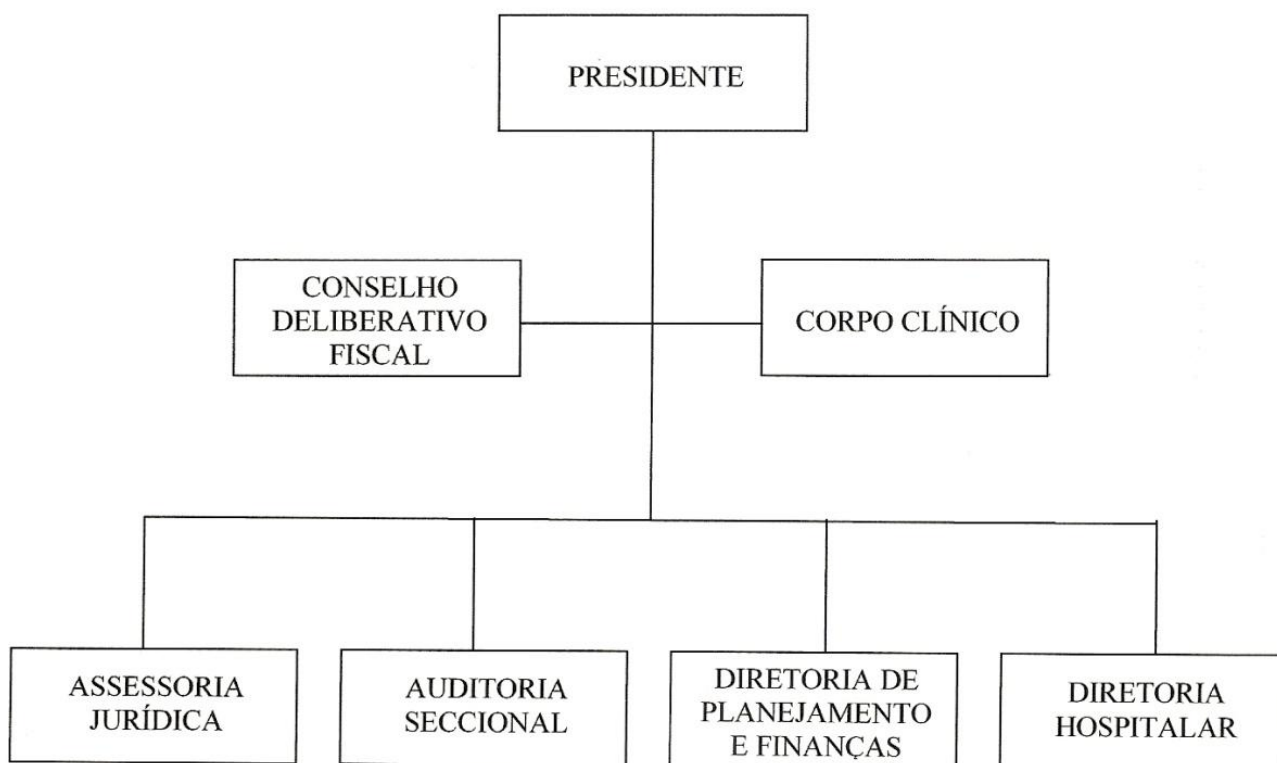 PRESIDENTE
CONSELHO
DELIBERATIVO
FISCAL
CORPO CLÍNICO
ASSESSORIA
JURÍDICA
AUDITORIA
SECCIONAL
DIRETORIA DE
PLANEJAMENTO
E FINANÇAS
DIRETORIA
HOSPITALAR